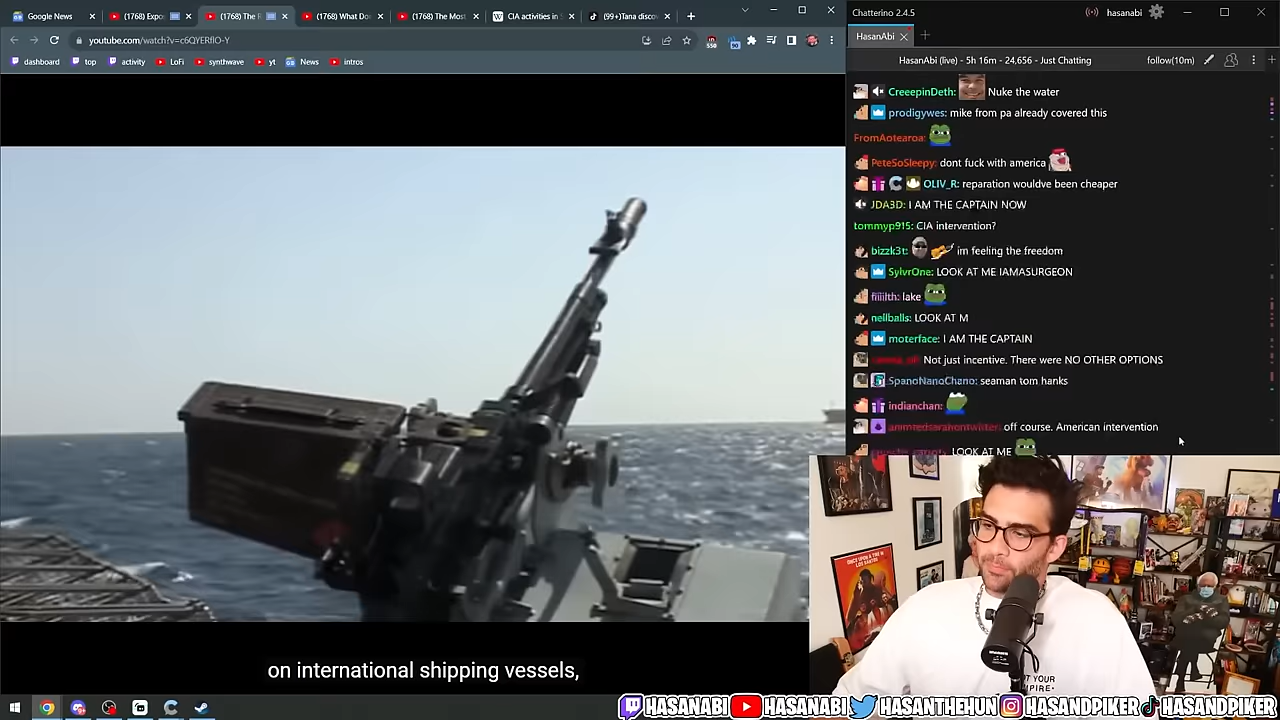 Google News
(1768) Expo
(1768) The R
(1768) What Do
(1768) The Most
CIA activities in S
(99+)Tana disco
youtube.com/watch?v=c6QYERflO-Y
dashboard
top
activity
LoFi
synthwave
yt
News
intros
Chatterino 2.4.5
hasanabi
HasanAbi
HasanAbi (live) - 5h 16m - 24,656 - Just Chatting
follow(10m)
CreeepinDeth: Nuke the water
prodigywes: mike from pa already covered this
FromAotearoa:
PeteSoSleepy: dont fuck with america
OLIV_R: reparation wouldve been cheaper
JDA3D: I AM THE CAPTAIN NOW
tommyp915: CIA intervention?
bizzk3t: im feeling the freedom
SylvrOne: LOOK AT ME IAMASURGEON
fiiilth: lake
nellballs: LOOK AT M
moterface: I AM THE CAPTAIN
Not just incentive. There were NO OTHER OPTIONS
SpanoNanoChano: seaman tom hanks
indianchan:
off course. American intervention
LOOK AT ME
on international shipping vessels,
HASANABI
HASANABI
HASANTHEHUN
HASANDPIKER
HASANDPIKER